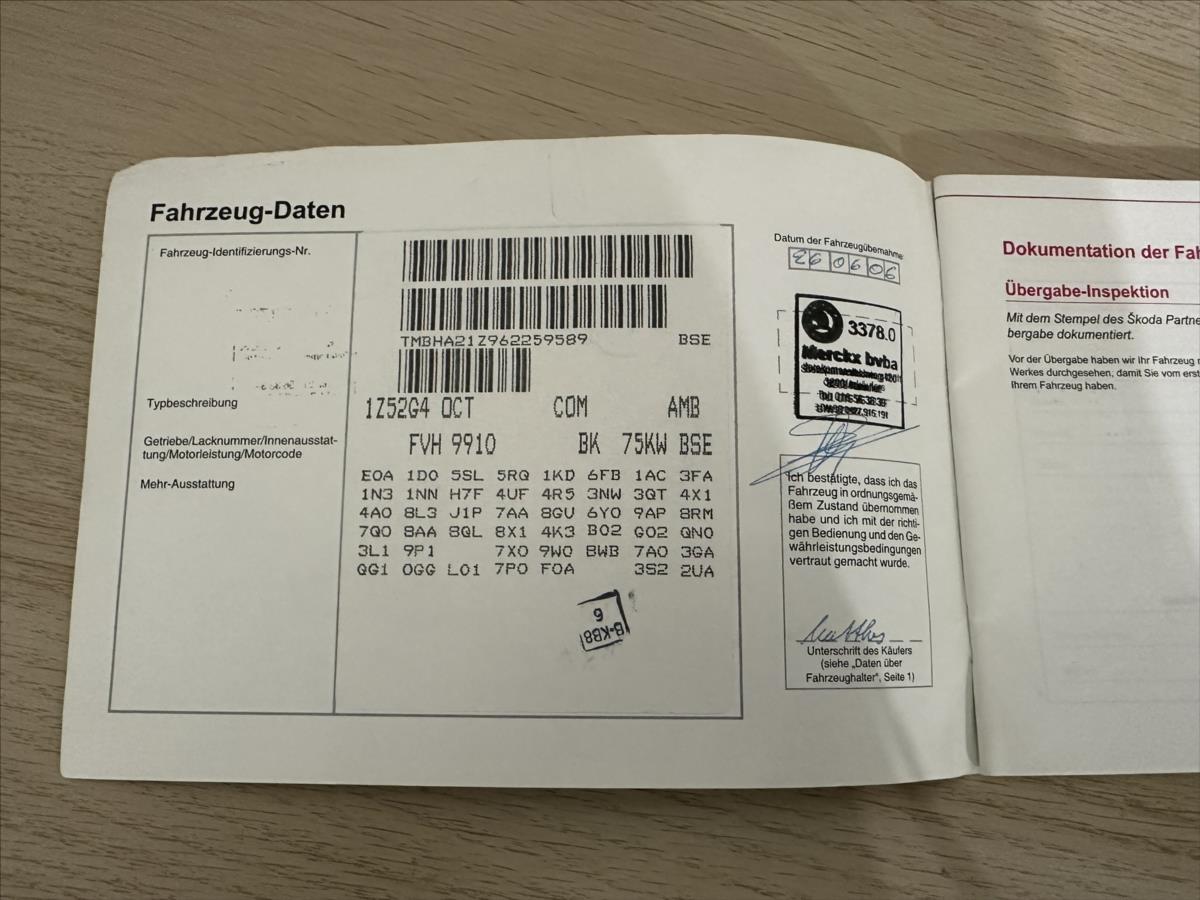 Fahrzeug-Daten
Fahrzeug-Identifizierungs-Nr.
TMBHA21Z962259589 BSE
Typbeschreibung
1Z52G4 OCT COM AMB
Getriebe/Lacknummer/Innenausstat-
tung/Motorleistung/Motorcode
FVH 9910 BK 75KW BSE
Mehr-Ausstattung
E0A 1D0 5SL 5RQ 1KD 6FB 1AC 3FA
1N3 1NN H7F 4UF 4R5 3NW 3QT 4X1
4A0 8L3 J1P 7AA 8GU 6Y0 9AP 8RM
7Q0 8AA 8QL 8X1 4K3 B02 G02 QN0
3L1 9P1 7X0 9W0 8WB 7A0 3GA
QG1 0GG L01 7P0 F0A 3S2 2UA
6
B-KB8
Datum der Fahrzeugübernahme
260606
3378.0
Merckx bvba
Ich bestätigte, dass ich das
Fahrzeug in ordnungsgemä-
ßem Zustand übernommen
habe und ich mit der richti-
gen Bedienung und den Ge-
währleistungsbedingungen
vertraut gemacht wurde.
Unterschrift des Käufers
(siehe „Daten über
Fahrzeughalter", Seite 1)
Dokumentation der Fah
Übergabe-Inspektion
Mit dem Stempel des Škoda Partne
bergabe dokumentiert.
Vor der Übergabe haben wir Ihr Fahrzeug
Werkes durchgesehen, damit Sie vom erst
Ihrem Fahrzeug haben.